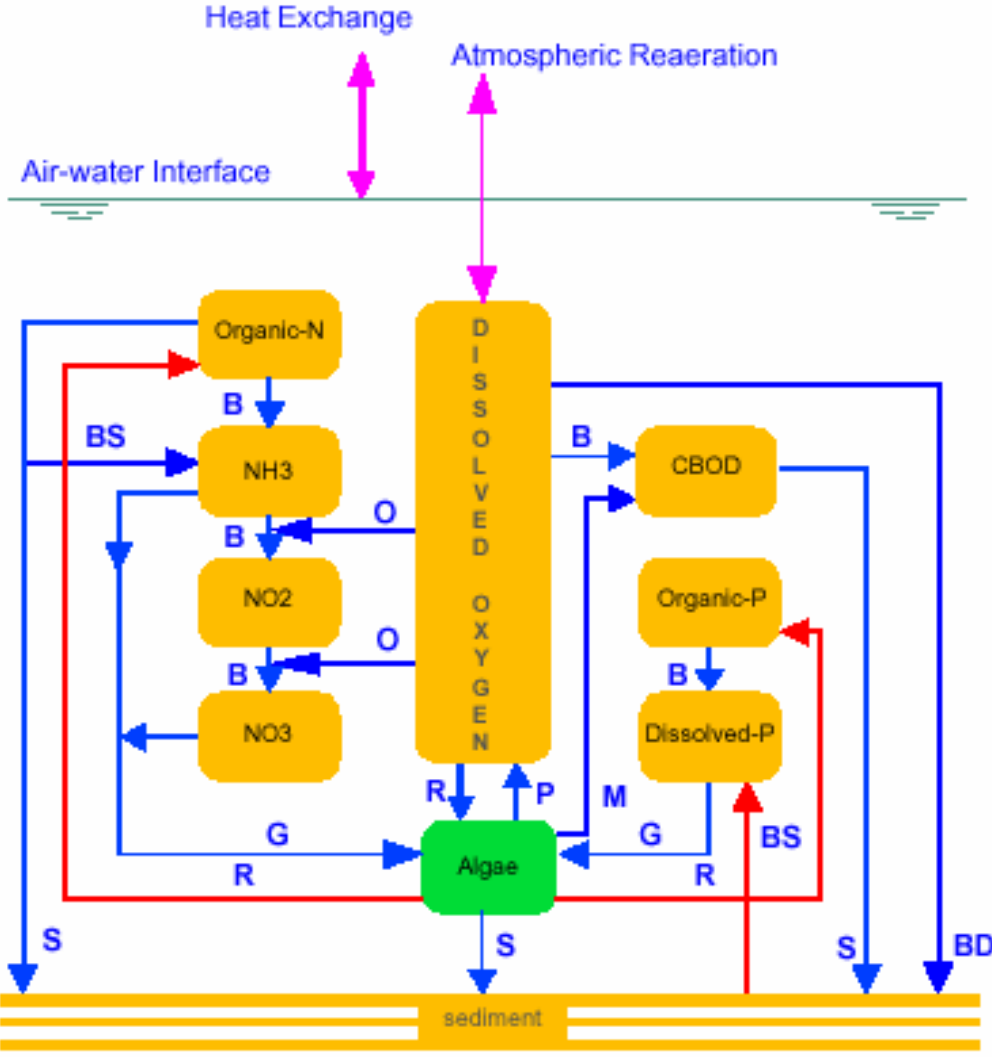 Heat Exchange
Atmospheric Reaeration
Air-water Interface
Organic-N
DISSOLVED OXYGEN
B
BS
B
NH3
CBOD
O
B
NO2
Organic-P
O
B
B
NO3
Dissolved-P
R
P
M
G
G
BS
Algae
R
R
S
S
S
BD
sediment